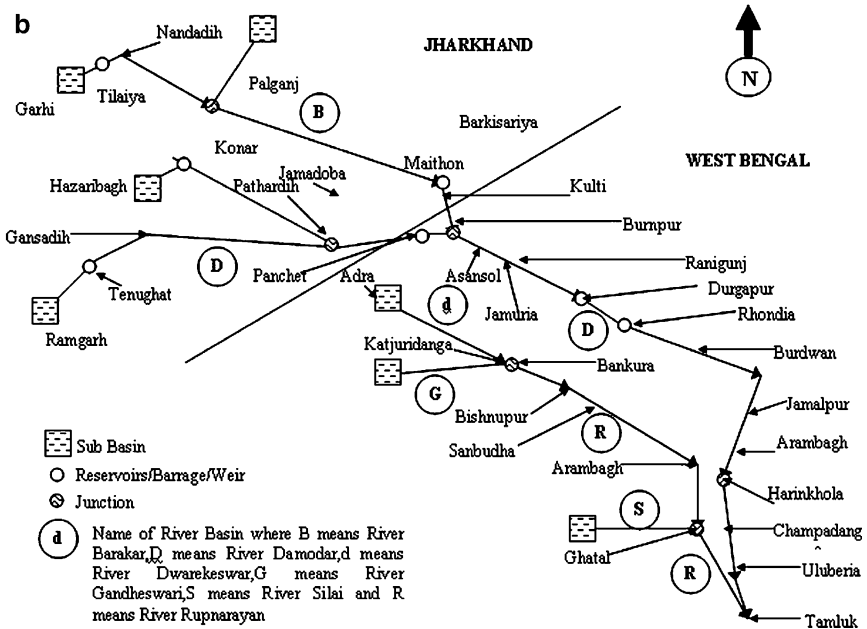 b
Nandadih
JHARKHAND
N
Garhi
Tilaiya
Palganj
B
Barkisariya
Konar
Maithon
WEST BENGAL
Hazaribagh
Jamadoba
Pathardih
Kulti
Gansadih
Burnpur
D
Panchet
Adra
Asansol
Ranigunj
Tenughat
d
Jamuria
Durgapur
D
Rhondia
Ramgarh
Katjuridanga
Burdwan
Bankura
G
Bishnupur
Jamalpur
Sanbudha
R
Arambagh
Arambagh
Sub Basin
Reservoirs/Barrage/Weir
Harinkhola
Junction
S
Champadang
Ghatal
d
Name of River Basin where B means River
Barakar,D means River Damodar,d means
River Dwarekeswar,G means River
Gandheswari,S means River Silai and R
means River Rupnarayan
R
Uluberia
Tamluk